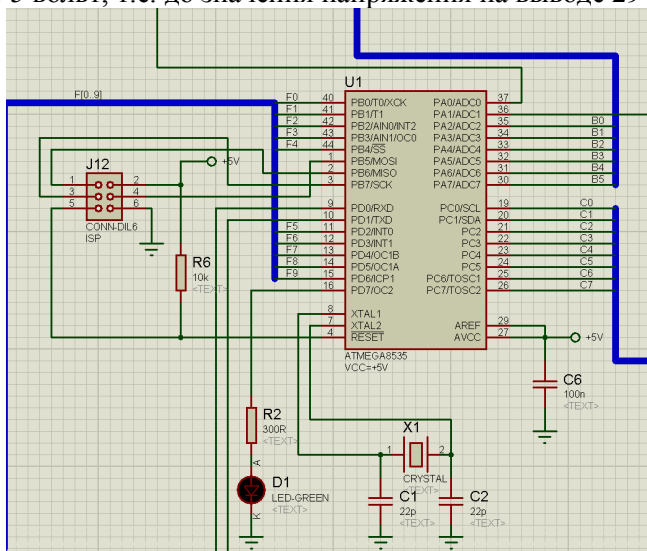 5 вольт, т.е. до значения напряжения на выводе 29
U1
F[0..9]
F0 40 PB0/T0/XCK PA0/ADC0 37
F1 41 PB1/T1 PA1/ADC1 36
F2 42 PB2/AIN0/INT2 PA2/ADC2 35 B0
F3 43 PB3/AIN1/OC0 PA3/ADC3 34 B1
F4 44 PB4/SS PA4/ADC4 33 B2
1 PB5/MOSI PA5/ADC5 32 B3
2 PB6/MISO PA6/ADC6 31 B4
3 PB7/SCK PA7/ADC7 30 B5
+5V
J12
1 2
3 4
5 6
CONN-DIL6
ISP
9 PD0/RXD PC0/SCL 19 C0
10 PD1/TXD PC1/SDA 20 C1
F5 11 PD2/INT0 PC2 21 C2
F6 12 PD3/INT1 PC3 22 C3
F7 13 PD4/OC1B PC4 23 C4
F8 14 PD5/OC1A PC5 24 C5
F9 15 PD6/ICP1 PC6/TOSC1 25 C6
16 PD7/OC2 PC7/TOSC2 26 C7
R6
10k
<TEXT>
8 XTAL1
7 XTAL2 AREF 29
4 RESET AVCC 27 +5V
ATMEGA8535
VCC=+5V
C6
100n
<TEXT>
R2
300R
<TEXT>
X1
1 2
CRYSTAL
<TEXT>
A
D1
LED-GREEN
<TEXT>
K
C1
22p
<TEXT>
C2
22p
<TEXT>